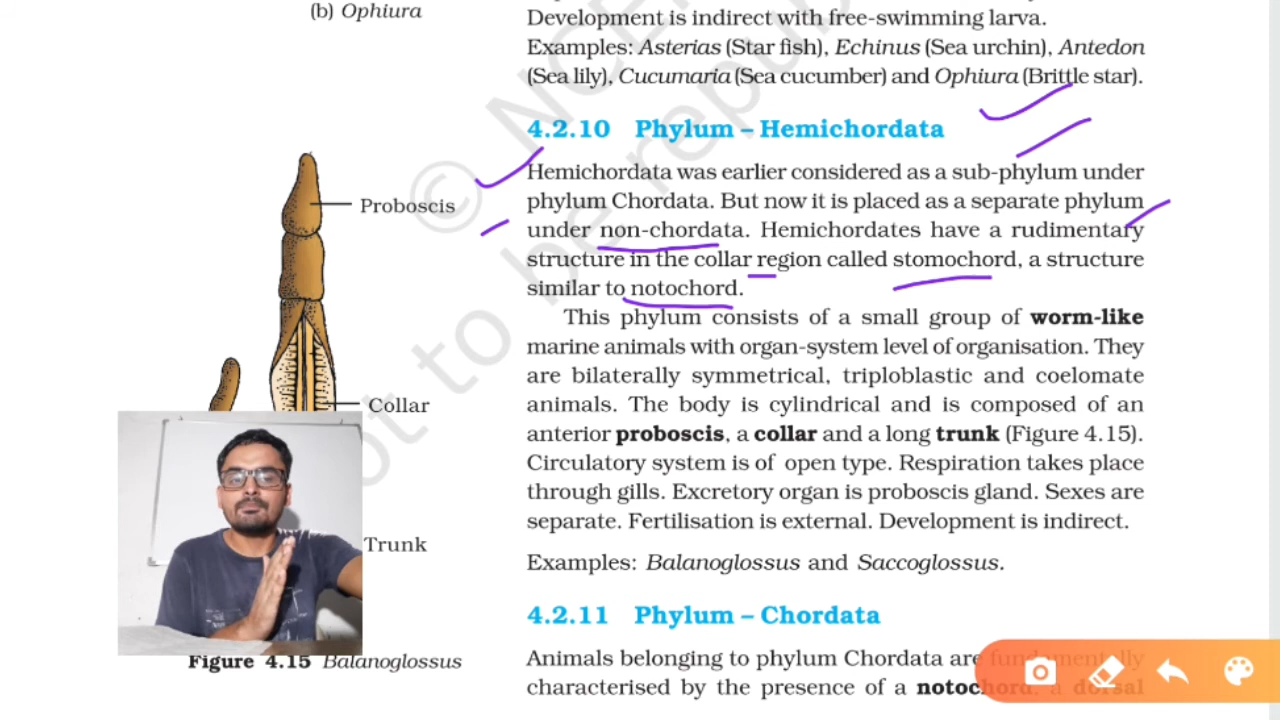 (b) Ophiura
Proboscis
Collar
Trunk
Figure 4.15 Balanoglossus
Development is indirect with free-swimming larva.
Examples: Asterias (Star fish), Echinus (Sea urchin), Antedon
(Sea lily), Cucumaria (Sea cucumber) and Ophiura (Brittle star).
4.2.10 Phylum – Hemichordata
Hemichordata was earlier considered as a sub-phylum under
phylum Chordata. But now it is placed as a separate phylum
under non-chordata. Hemichordates have a rudimentary
structure in the collar region called stomochord, a structure
similar to notochord.
This phylum consists of a small group of worm-like
marine animals with organ-system level of organisation. They
are bilaterally symmetrical, triploblastic and coelomate
animals. The body is cylindrical and is composed of an
anterior proboscis, a collar and a long trunk (Figure 4.15).
Circulatory system is of open type. Respiration takes place
through gills. Excretory organ is proboscis gland. Sexes are
separate. Fertilisation is external. Development is indirect.
Examples: Balanoglossus and Saccoglossus.
4.2.11 Phylum – Chordata
Animals belonging to phylum Chordata are fundamentally
characterised by the presence of a notochord, a dorsal